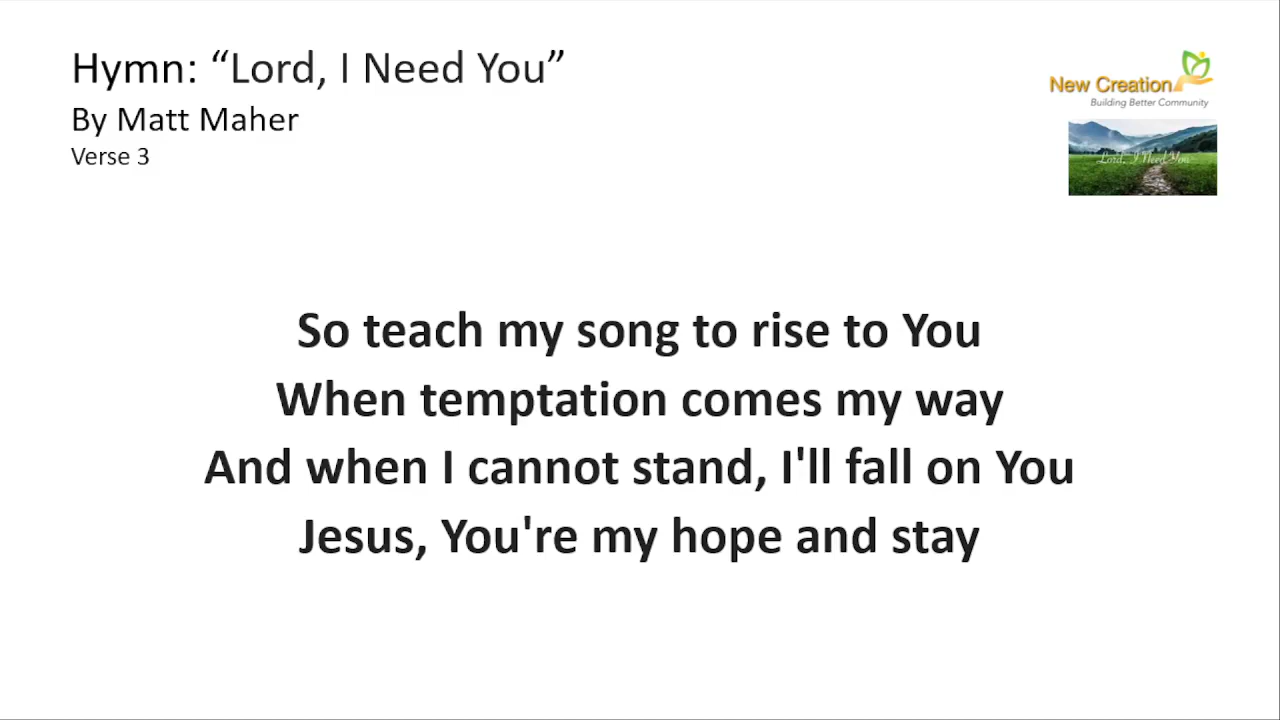 Hymn: “Lord, I Need You”
By Matt Maher
Verse 3
New Creation
Building Better Community
Lord, I Need You
So teach my song to rise to You
When temptation comes my way
And when I cannot stand, I'll fall on You
Jesus, You're my hope and stay